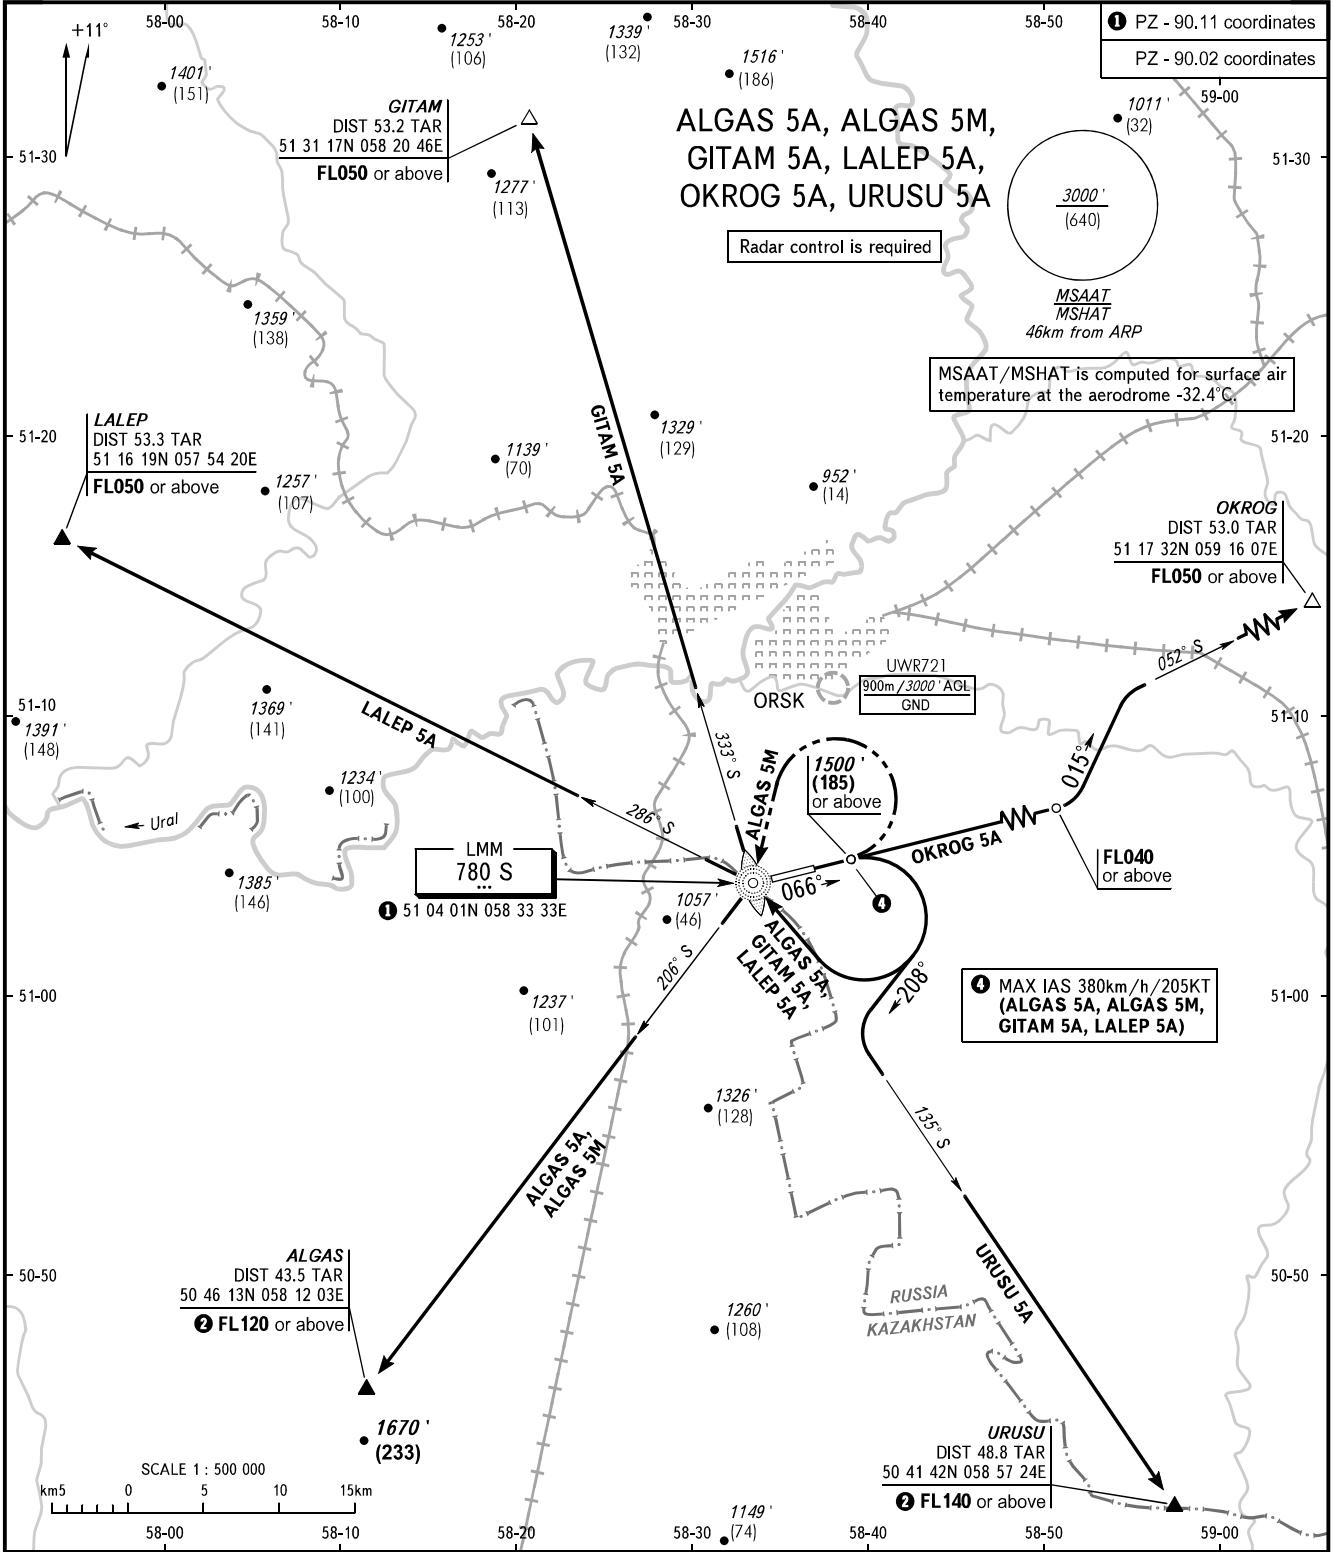 58-00
58-10
58-20
58-30
58-40
58-50
❶ PZ - 90.11 coordinates
PZ - 90.02 coordinates
59-00
+11°
1401'
(151)
1253'
(106)
1339'
(132)
1516'
(186)
1011'
(32)
GITAM
DIST 53.2 TAR
51 31 17N 058 20 46E
FL050 or above
ALGAS 5A, ALGAS 5M,
GITAM 5A, LALEP 5A,
OKROG 5A, URUSU 5A
Radar control is required
51-30
51-30
1277'
(113)
3000'
(640)
MSAAT
MSHAT
46km from ARP
MSAAT/MSHAT is computed for surface air
temperature at the aerodrome -32.4°C.
1359'
(138)
LALEP
DIST 53.3 TAR
51 16 19N 057 54 20E
FL050 or above
51-20
51-20
GITAM 5A
1329'
(129)
1139'
(70)
1257'
(107)
952'
(14)
OKROG
DIST 53.0 TAR
51 17 32N 059 16 07E
FL050 or above
052° S
UWR721
900m/3000' AGL
GND
ORSK
51-10
51-10
1391'
(148)
1369'
(141)
LALEP 5A
333° S
ALGAS 5M
1500'
(185)
or above
015°
1234'
(100)
Ural
286° S
OKROG 5A
FL040
or above
LMM
780 S
❶ 51 04 01N 058 33 33E
066°
❹
1385'
(146)
1057'
(46)
206° S
ALGAS 5A,
GITAM 5A,
LALEP 5A
208°
51-00
51-00
❹ MAX IAS 380km/h/205KT
(ALGAS 5A, ALGAS 5M,
GITAM 5A, LALEP 5A)
1237'
(101)
1326'
(128)
135° S
ALGAS 5A,
ALGAS 5M
URUSU 5A
ALGAS
DIST 43.5 TAR
50 46 13N 058 12 03E
❷ FL120 or above
50-50
50-50
RUSSIA
KAZAKHSTAN
1260'
(108)
1670'
(233)
URUSU
DIST 48.8 TAR
50 41 42N 058 57 24E
❷ FL140 or above
SCALE 1 : 500 000
km5 0 5 10 15km
1149'
(74)
58-00
58-10
58-20
58-30
58-40
58-50
59-00